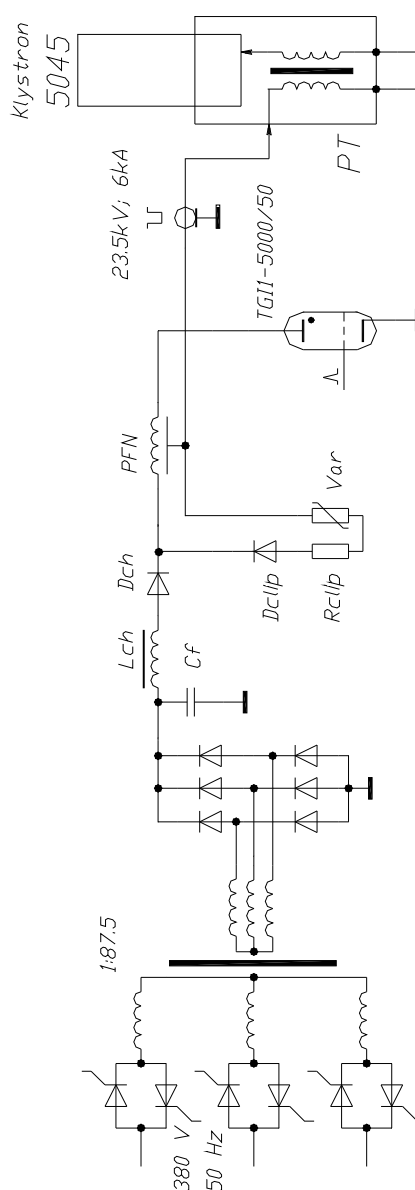 Klystron
5045
PT
23.5kV; 6kA
TGI1-5000/50
PFN
Var
Dch
Dclip
Rclip
Lch
Cf
1:87.5
380 V
50 Hz